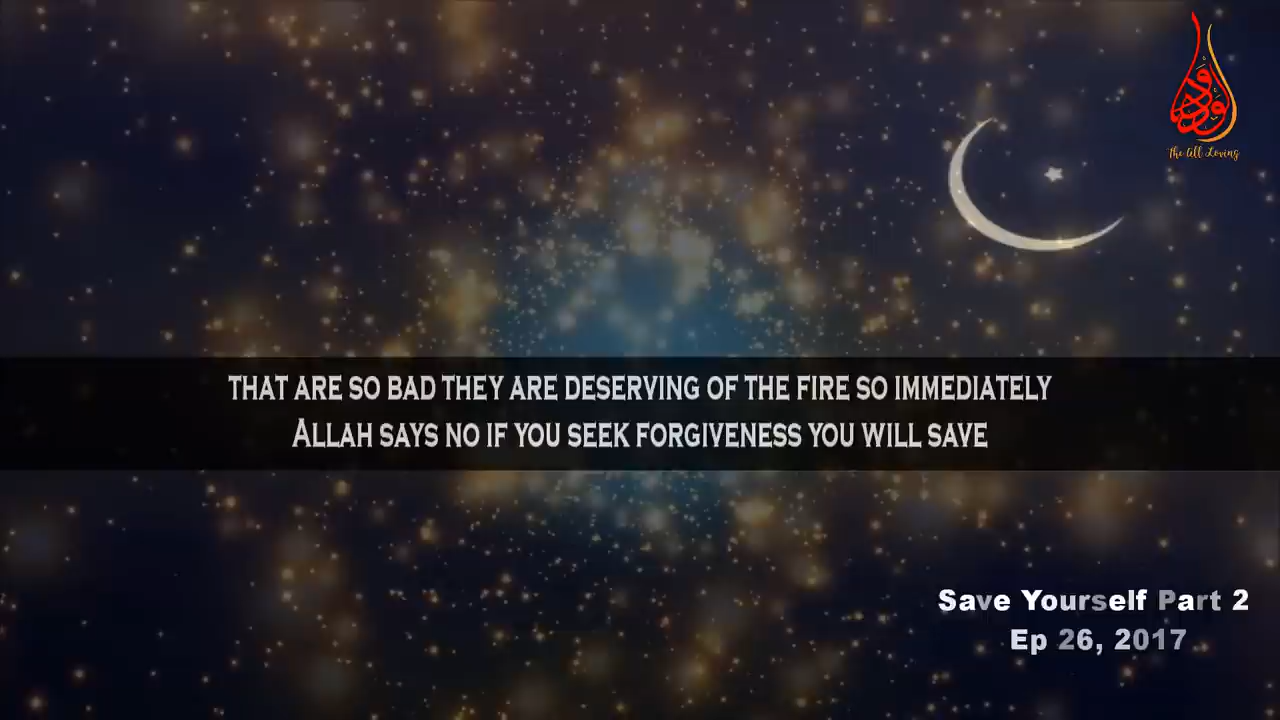 الودود
The All Loving
THAT ARE SO BAD THEY ARE DESERVING OF THE FIRE SO IMMEDIATELY
ALLAH SAYS NO IF YOU SEEK FORGIVENESS YOU WILL SAVE
Save Yourself Part 2
Ep 26, 2017